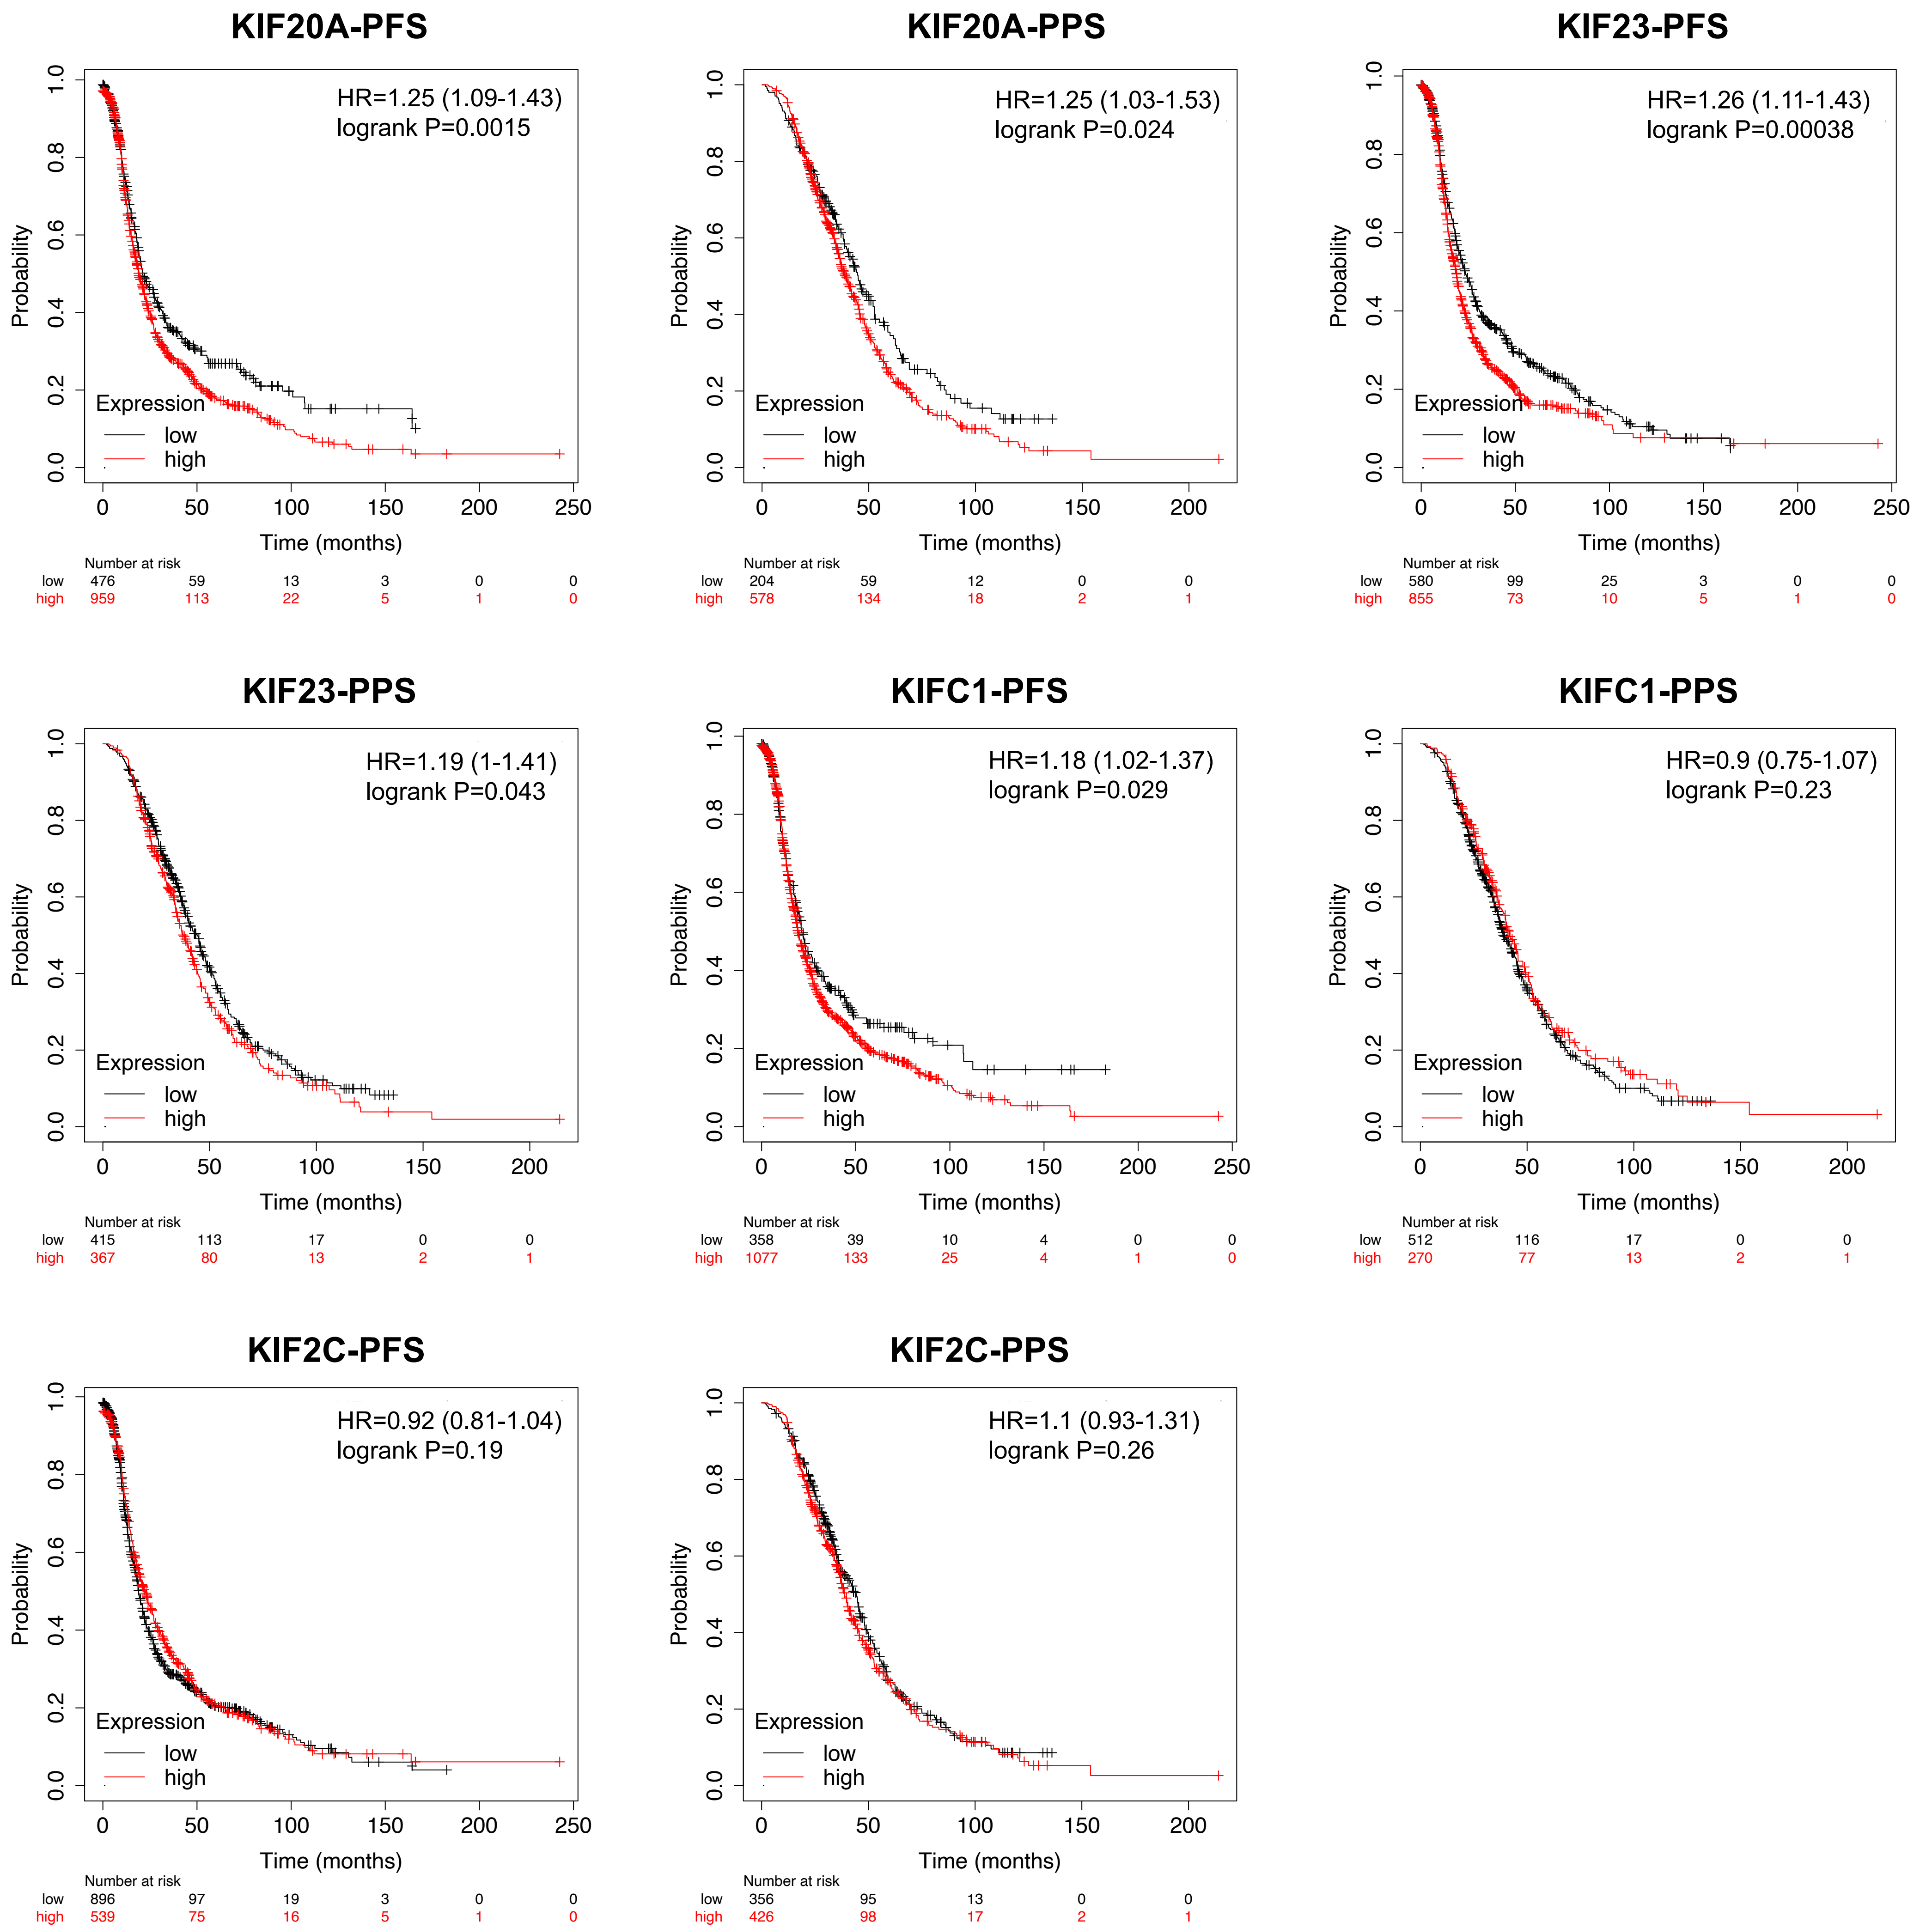 KIF20A-PFS
HR=1.25 (1.09-1.43)
logrank P=0.0015
Probability
0.0 0.2 0.4 0.6 0.8 1.0
Expression
low
high
0 50 100 150 200 250
Time (months)
Number at risk
low 476 59 13 3 0 0
high 959 113 22 5 1 0
KIF20A-PPS
HR=1.25 (1.03-1.53)
logrank P=0.024
Probability
0.0 0.2 0.4 0.6 0.8 1.0
Expression
low
high
0 50 100 150 200
Time (months)
Number at risk
low 204 59 12 0 0
high 578 134 18 2 1
KIF23-PFS
HR=1.26 (1.11-1.43)
logrank P=0.00038
Probability
0.0 0.2 0.4 0.6 0.8 1.0
Expression
low
high
0 50 100 150 200 250
Time (months)
Number at risk
low 580 99 25 3 0 0
high 855 73 10 5 1 0
KIF23-PPS
HR=1.19 (1-1.41)
logrank P=0.043
Probability
0.0 0.2 0.4 0.6 0.8 1.0
Expression
low
high
0 50 100 150 200
Time (months)
Number at risk
low 415 113 17 0 0
high 367 80 13 2 1
KIFC1-PFS
HR=1.18 (1.02-1.37)
logrank P=0.029
Probability
0.0 0.2 0.4 0.6 0.8 1.0
Expression
low
high
0 50 100 150 200 250
Time (months)
Number at risk
low 358 39 10 4 0 0
high 1077 133 25 4 1 0
KIFC1-PPS
HR=0.9 (0.75-1.07)
logrank P=0.23
Probability
0.0 0.2 0.4 0.6 0.8 1.0
Expression
low
high
0 50 100 150 200
Time (months)
Number at risk
low 512 116 17 0 0
high 270 77 13 2 1
KIF2C-PFS
HR=0.92 (0.81-1.04)
logrank P=0.19
Probability
0.0 0.2 0.4 0.6 0.8 1.0
Expression
low
high
0 50 100 150 200 250
Time (months)
Number at risk
low 896 97 19 3 0 0
high 539 75 16 5 1 0
KIF2C-PPS
HR=1.1 (0.93-1.31)
logrank P=0.26
Probability
0.0 0.2 0.4 0.6 0.8 1.0
Expression
low
high
0 50 100 150 200
Time (months)
Number at risk
low 356 95 13 0 0
high 426 98 17 2 1